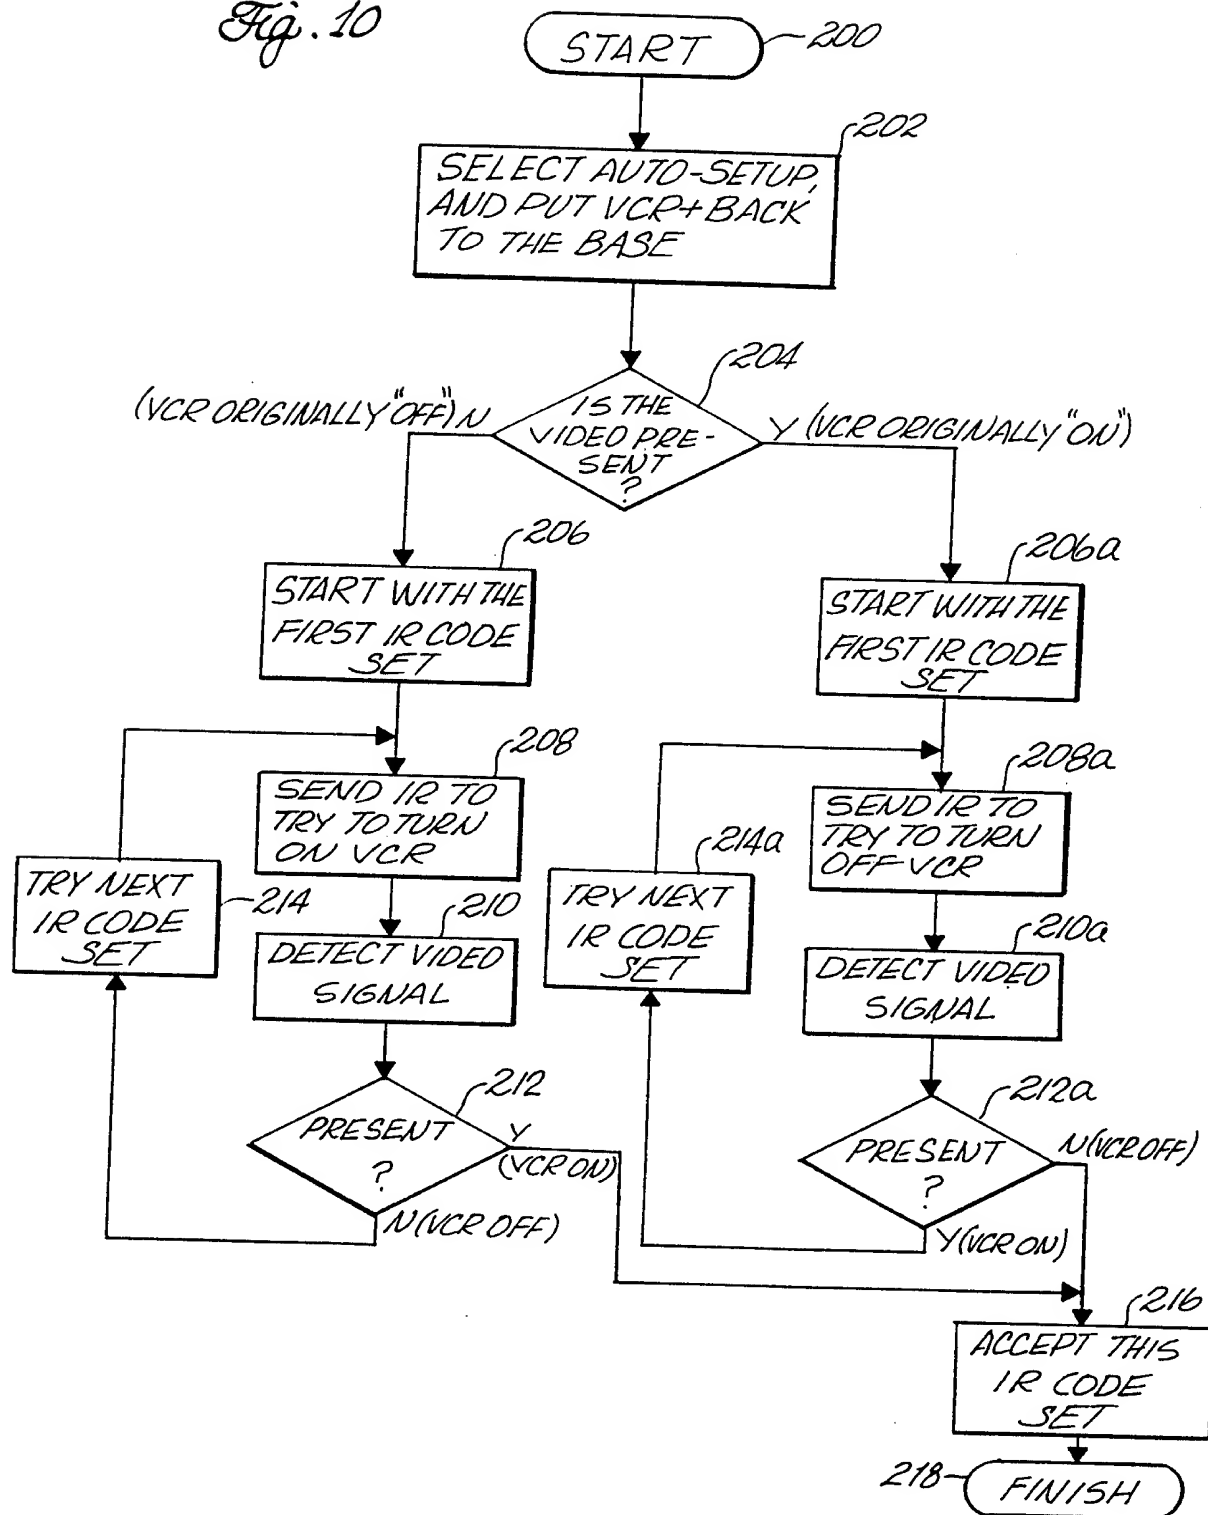 Fig. 10
START
200
202
SELECT AUTO-SETUP,
AND PUT VCR+ BACK
TO THE BASE
204
(VCR ORIGINALLY "OFF") N
IS THE
VIDEO PRE-
SENT
?
Y (VCR ORIGINALLY "ON")
206
START WITH THE
FIRST IR CODE
SET
206a
START WITH THE
FIRST IR CODE
SET
208
SEND IR TO
TRY TO TURN
ON VCR
208a
SEND IR TO
TRY TO TURN
OFF VCR
TRY NEXT
IR CODE
SET
214
214a
TRY NEXT
IR CODE
SET
210
DETECT VIDEO
SIGNAL
210a
DETECT VIDEO
SIGNAL
212
PRESENT
?
Y
(VCR ON)
N (VCR OFF)
212a
PRESENT
?
N (VCR OFF)
Y (VCR ON)
216
ACCEPT THIS
IR CODE
SET
218
FINISH